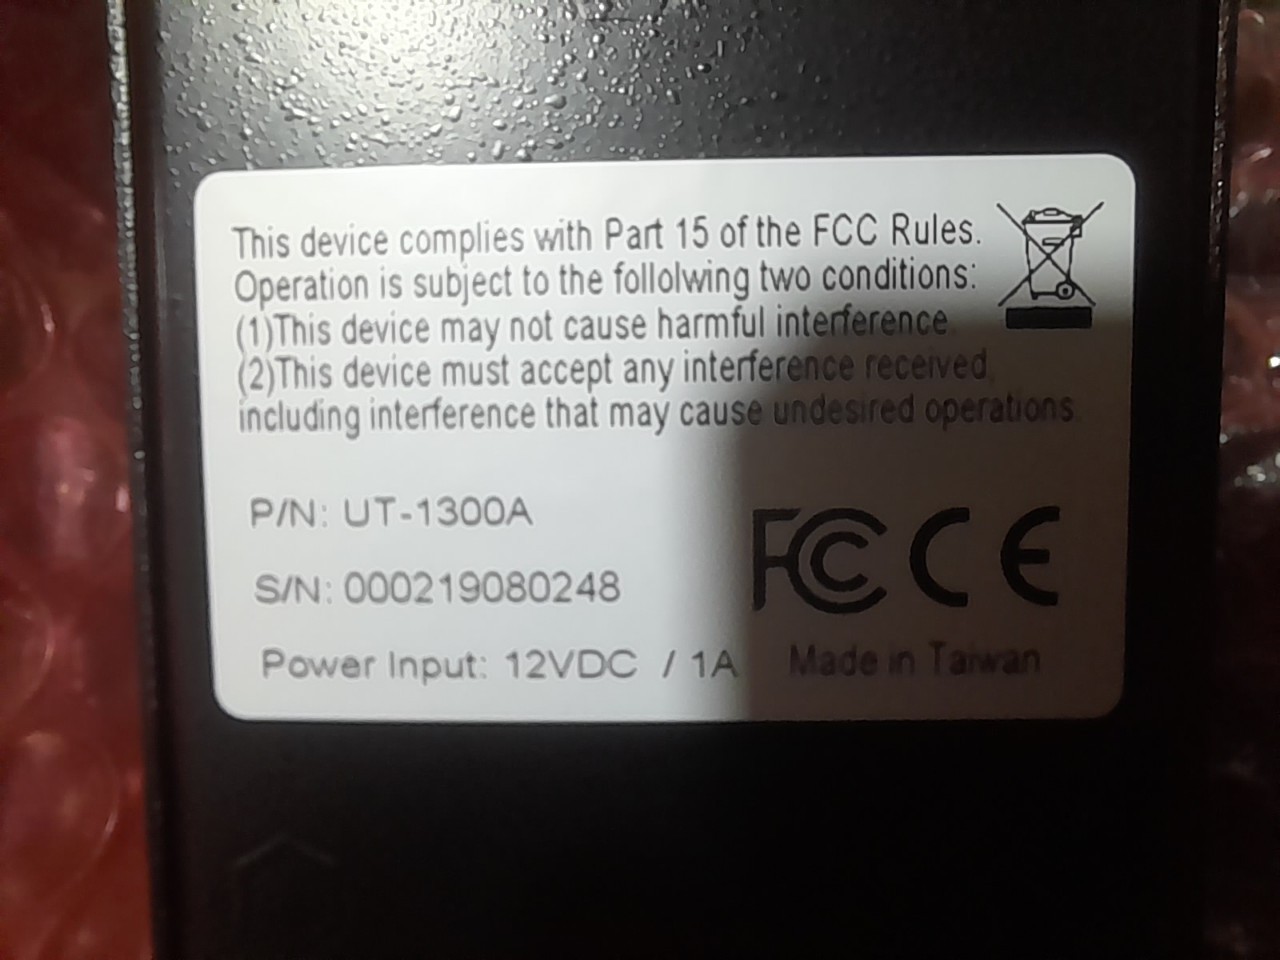 This device complies with Part 15 of the FCC Rules.
Operation is subject to the follolwing two conditions:
(1)This device may not cause harmful interference
(2)This device must accept any interference received,
including interference that may cause undesired operations
P/N: UT-1300A
S/N: 000219080248
FC CE
Power Input: 12VDC / 1A
Made in Taiwan